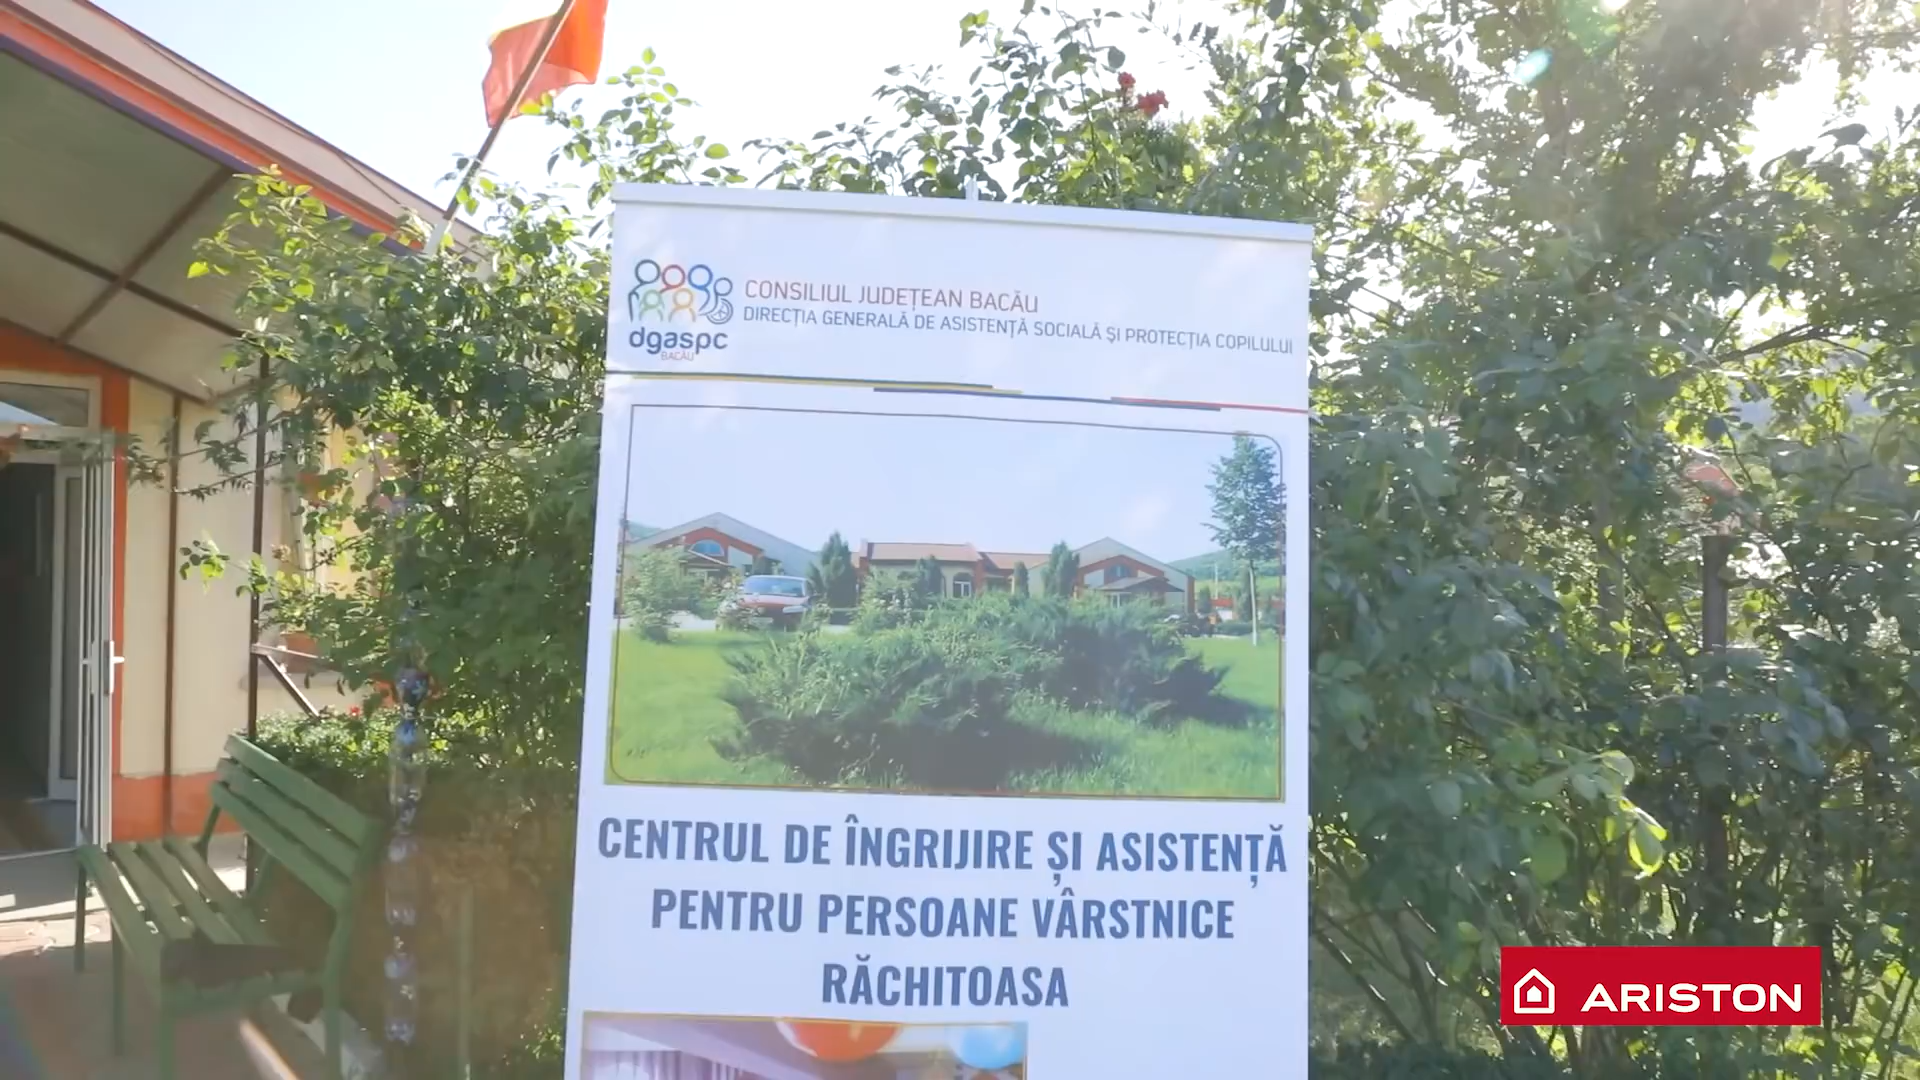 CONSILIUL JUDEȚEAN BACĂU
DIRECȚIA GENERALĂ DE ASISTENȚĂ SOCIALĂ ȘI PROTECȚIA COPILULUI
dgaspc
BACĂU
CENTRUL DE ÎNGRIJIRE ȘI ASISTENȚĂ
PENTRU PERSOANE VÂRSTNICE
RĂCHITOASA
ARISTON